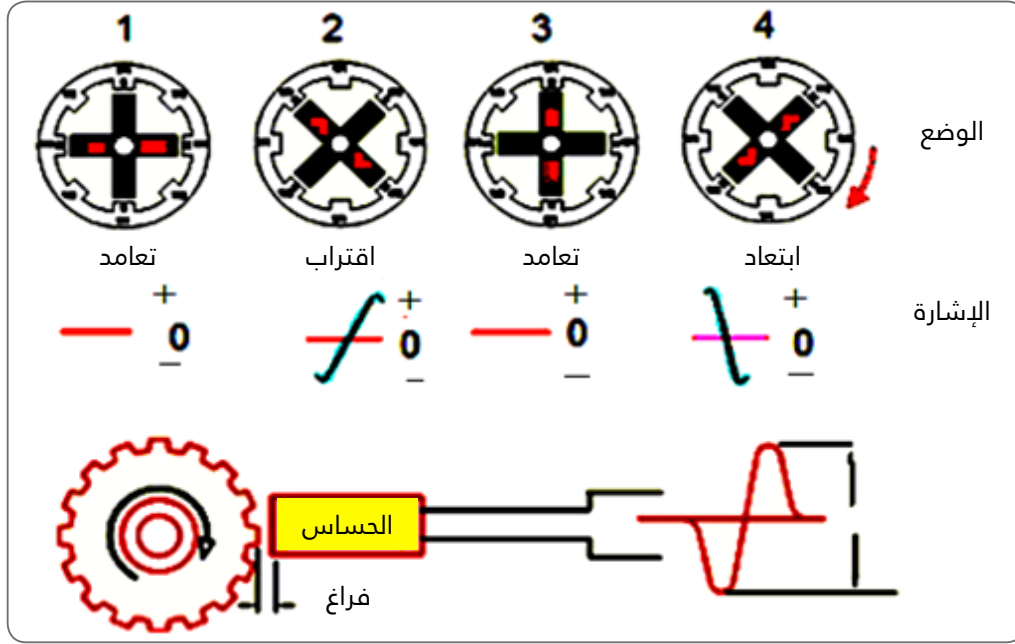 1 2 3 4
الوضع
تعامد اقتراب تعامد ابتعاد
+ + + +
الإشارة
0 0 0 0
– – – –
الحساس
فراغ